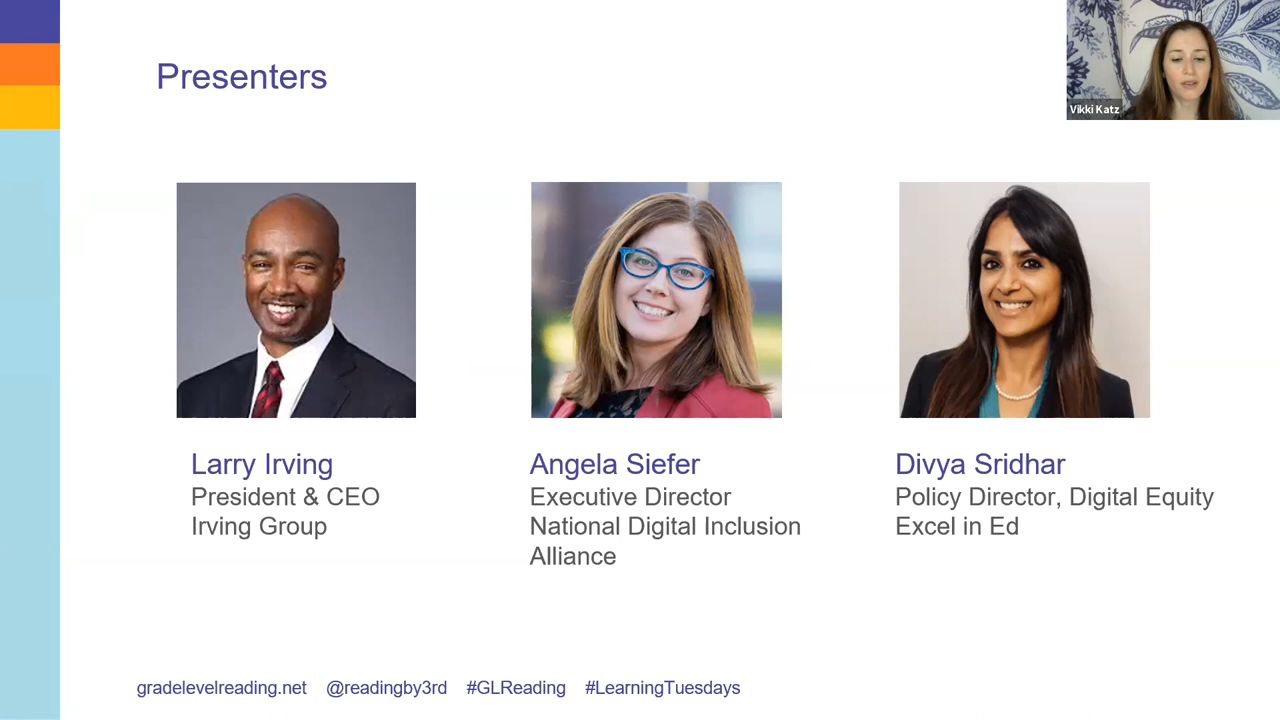 Presenters
Vikki Katz
Larry Irving
President & CEO
Irving Group
Angela Siefer
Executive Director
National Digital Inclusion
Alliance
Divya Sridhar
Policy Director, Digital Equity
Excel in Ed
gradelevelreading.net @readingby3rd #GLReading #LearningTuesdays